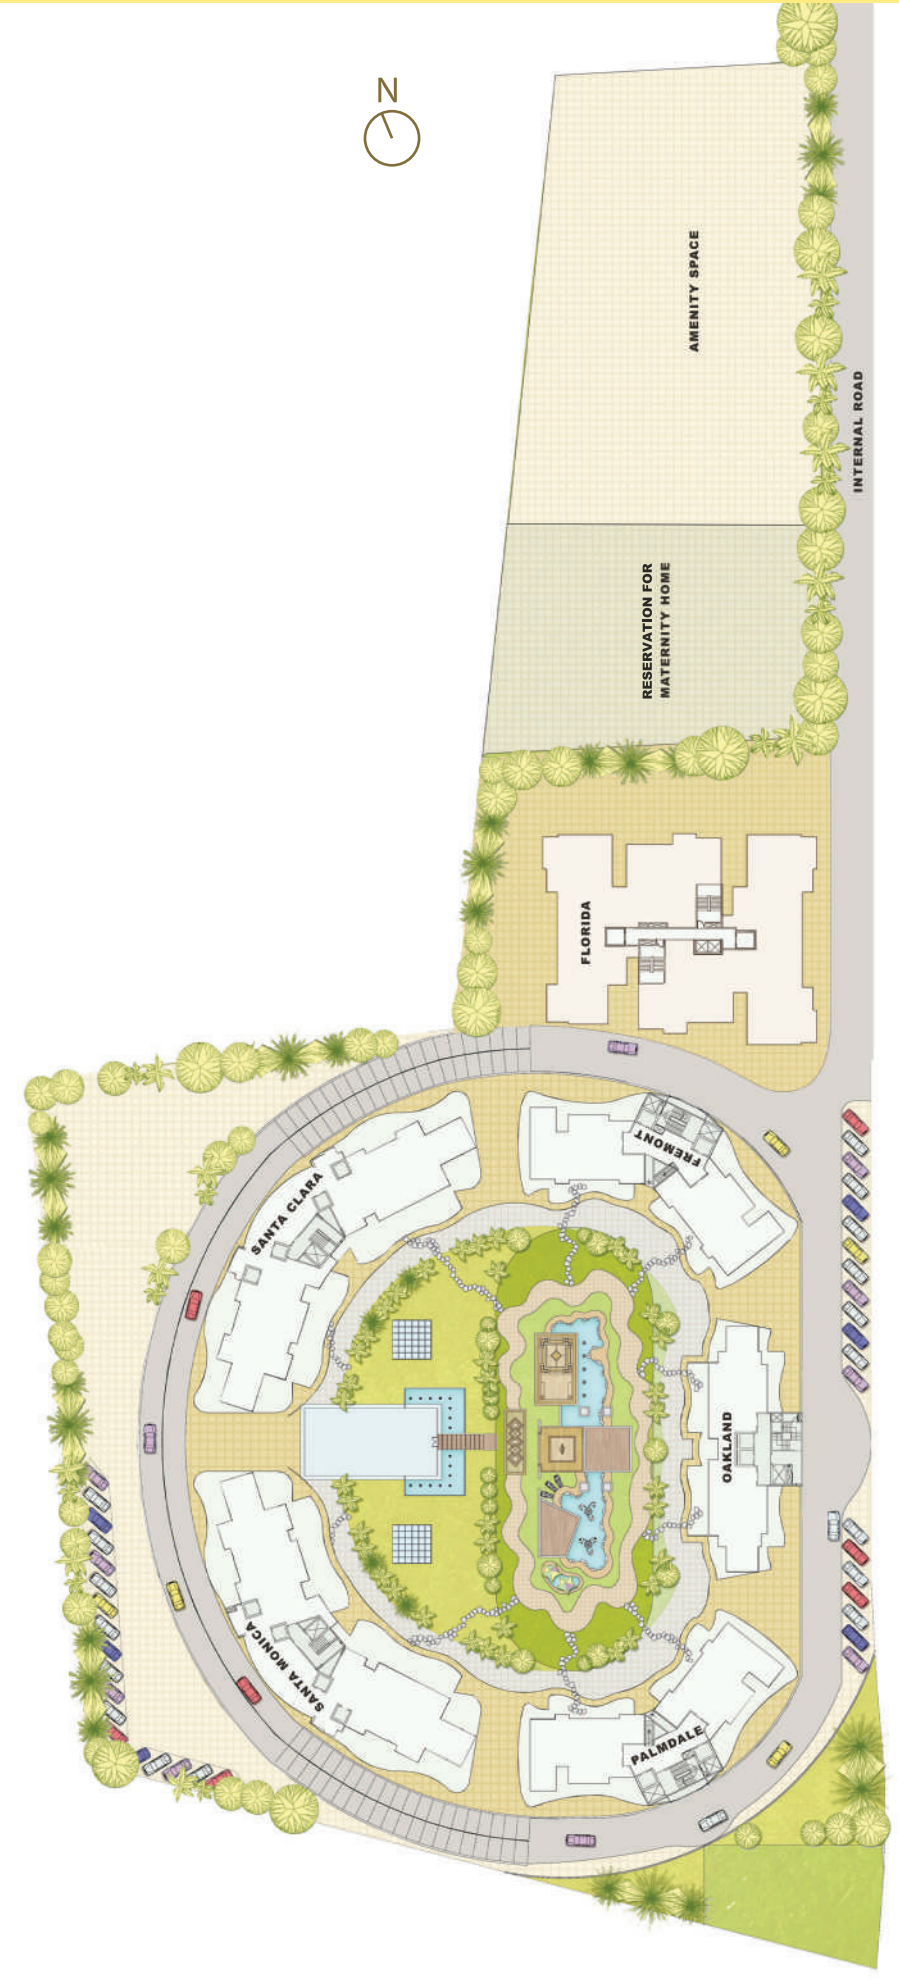 N
AMENITY SPACE
INTERNAL ROAD
RESERVATION FOR
MATERNITY HOME
FLORIDA
FREMONT
SANTA CLARA
OAKLAND
SANTA MONICA
PALMDALE